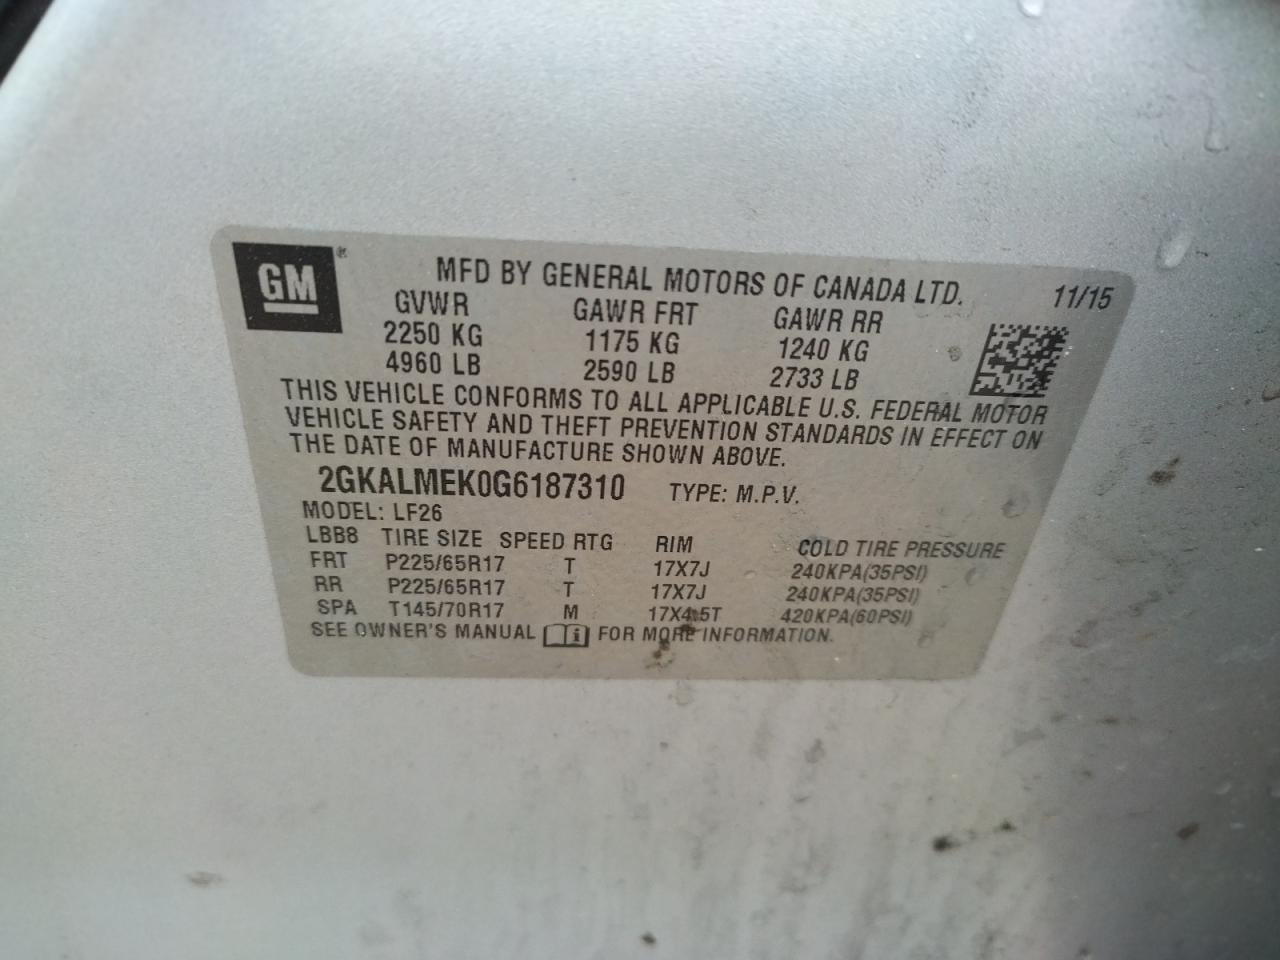 GM®
MFD BY GENERAL MOTORS OF CANADA LTD. 11/15
GVWR GAWR FRT GAWR RR
2250 KG 1175 KG 1240 KG
4960 LB 2590 LB 2733 LB
THIS VEHICLE CONFORMS TO ALL APPLICABLE U.S. FEDERAL MOTOR
VEHICLE SAFETY AND THEFT PREVENTION STANDARDS IN EFFECT ON
THE DATE OF MANUFACTURE SHOWN ABOVE.
2GKALMEK0G6187310 TYPE: M.P.V.
MODEL: LF26
LBB8 TIRE SIZE SPEED RTG RIM COLD TIRE PRESSURE
FRT P225/65R17 T 17X7J 240KPA(35PSI)
RR P225/65R17 T 17X7J 240KPA(35PSI)
SPA T145/70R17 M 17X4.5T 420KPA(60PSI)
SEE OWNER'S MANUAL i FOR MORE INFORMATION.